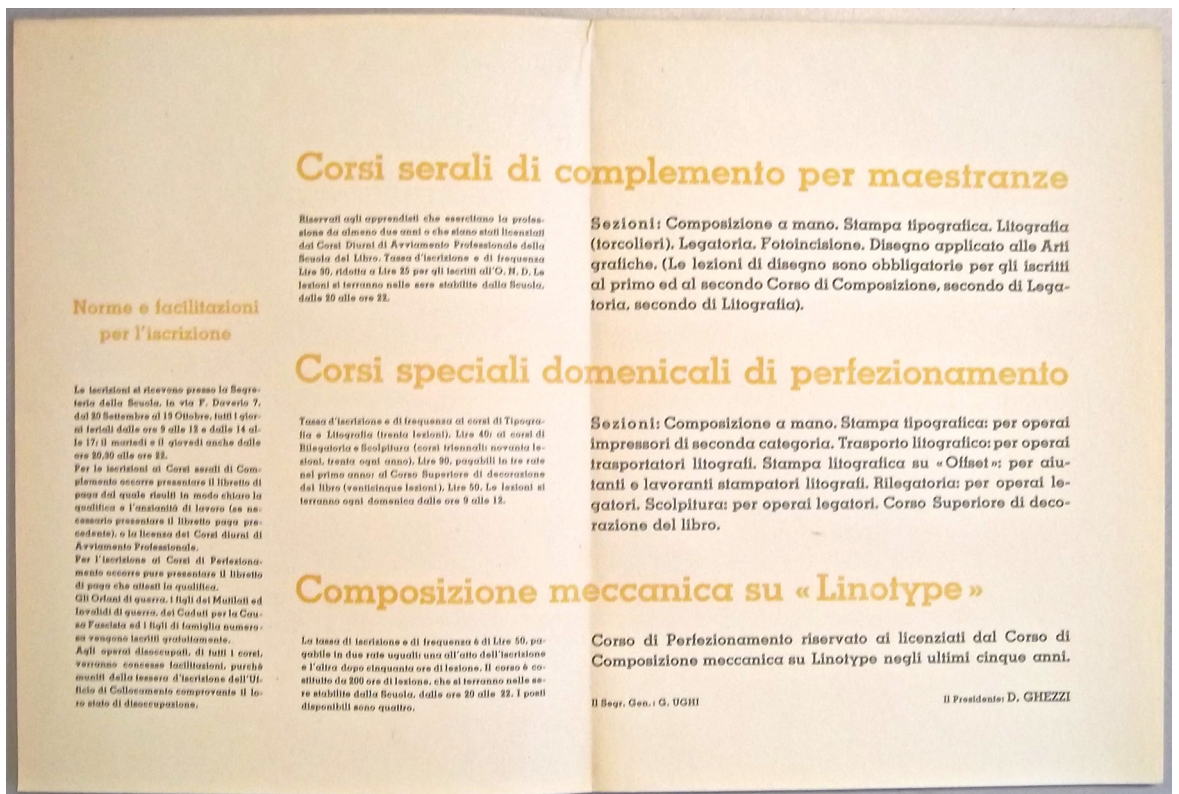 Norme e facilitazioni
per l'iscrizione
Le iscrizioni si ricevono presso la Segre-
teria della Scuola, in via F. Daverio 7,
dal 20 Settembre al 19 Ottobre, tutti i gior-
ni feriali dalle ore 9 alle 12 e dalle 14 al-
le 17; il martedì e il giovedì anche dalle
ore 20,30 alle ore 22.
Per le iscrizioni ai Corsi serali di Com-
plemento occorre presentare il libretto di
paga dal quale risulti in modo chiaro la
qualifica e l'anzianità di lavoro (se ne-
cessario presentare il libretto paga pre-
cedente), o la licenza dei Corsi diurni di
Avviamento Professionale.
Per l'iscrizione ai Corsi di Perfeziona-
mento occorre pure presentare il libretto
di paga che attesti la qualifica.
Gli Orfani di guerra, i figli dei Mutilati ed
Invalidi di guerra, dei Caduti per la Cau-
sa Fascista ed i figli di famiglia numero-
sa vengono iscritti gratuitamente.
Agli operai disoccupati, di tutti i corsi,
verranno concesse facilitazioni, purchè
muniti della tessera d'iscrizione dell'Uf-
ficio di Collocamento comprovante il lo-
ro stato di disoccupazione.
Corsi serali di complemento per maestranze
Riservati agli apprendisti che esercitano la profes-
sione da almeno due anni o che siano stati licenziati
dai Corsi Diurni di Avviamento Professionale della
Scuola del Libro. Tassa d'iscrizione e di frequenza
Lire 50, ridotta a Lire 25 per gli iscritti all'O. N. D. Le
lezioni si terranno nelle sere stabilite dalla Scuola,
dalle 20 alle ore 22.
Sezioni: Composizione a mano. Stampa tipografica. Litografia
(torcolieri). Legatoria. Fotoincisione. Disegno applicato alle Arti
grafiche. (Le lezioni di disegno sono obbligatorie per gli iscritti
al primo ed al secondo Corso di Composizione, secondo di Lega-
toria, secondo di Litografia).
Corsi speciali domenicali di perfezionamento
Tassa d'iscrizione e di frequenza ai corsi di Tipogra-
fia e Litografia (trenta lezioni), Lire 40; ai corsi di
Rilegatoria e Scolpitura (corsi triennali: novanta le-
zioni, trenta ogni anno), Lire 90, pagabili in tre rate
nel primo anno; al Corso Superiore di decorazione
del libro (venticinque lezioni), Lire 50. Le lezioni si
terranno ogni domenica dalle ore 9 alle 12.
Sezioni: Composizione a mano. Stampa tipografica: per operai
impressori di seconda categoria. Trasporto litografico: per operai
trasportatori litografi. Stampa litografica su «Offset»: per aiu-
tanti e lavoranti stampatori litografi. Rilegatoria: per operai le-
gatori. Scolpitura: per operai legatori. Corso Superiore di deco-
razione del libro.
Composizione meccanica su «Linotype»
La tassa di iscrizione e di frequenza è di Lire 50, pa-
gabile in due rate uguali: una all'atto dell'iscrizione
e l'altra dopo cinquanta ore di lezione. Il corso è co-
stituito da 200 ore di lezione, che si terranno nelle se-
re stabilite dalla Scuola, dalle ore 20 alle 22. I posti
disponibili sono quattro.
Corso di Perfezionamento riservato ai licenziati dal Corso di
Composizione meccanica su Linotype negli ultimi cinque anni.
Il Segr. Gen.: G. UGHI
Il Presidente: D. GHEZZI